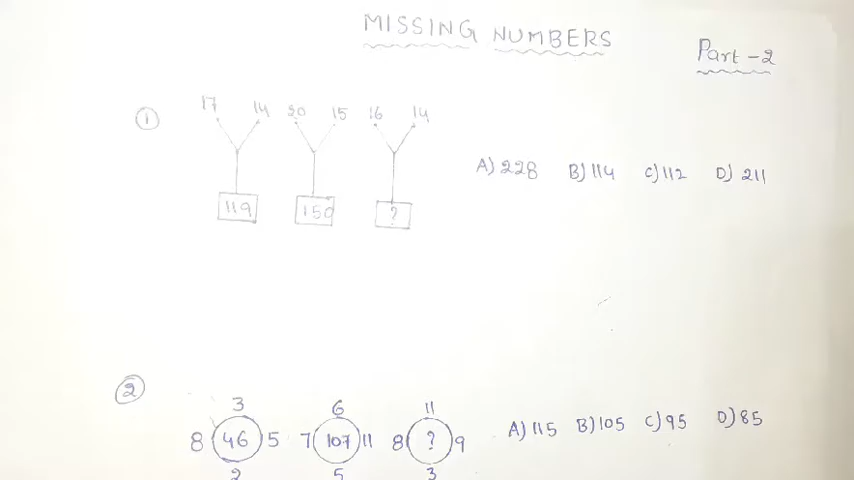 MISSING NUMBERS
Part-2
① 17 14 20 15 16 14
A) 228 B) 114 C) 112 D) 211
119 150 ?
②
3 6 11
8 46 5 7 107 11 8 ? 9
A) 115 B) 105 C) 95 D) 85
2 5 3